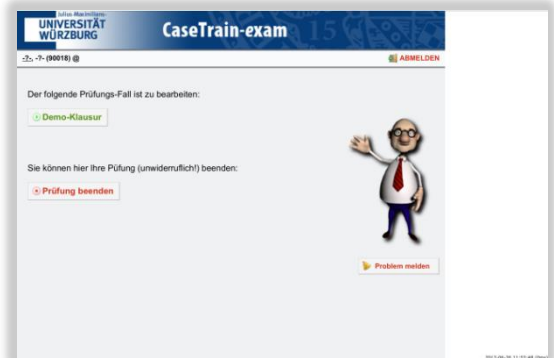 Julius-Maximilians-
UNIVERSITÄT
WÜRZBURG
CaseTrain-exam
-?-, -?- (90018) @
ABMELDEN
Der folgende Prüfungs-Fall ist zu bearbeiten:
Demo-Klausur
Sie können hier Ihre Püfung (unwiderruflich!) beenden:
Prüfung beenden
Problem melden